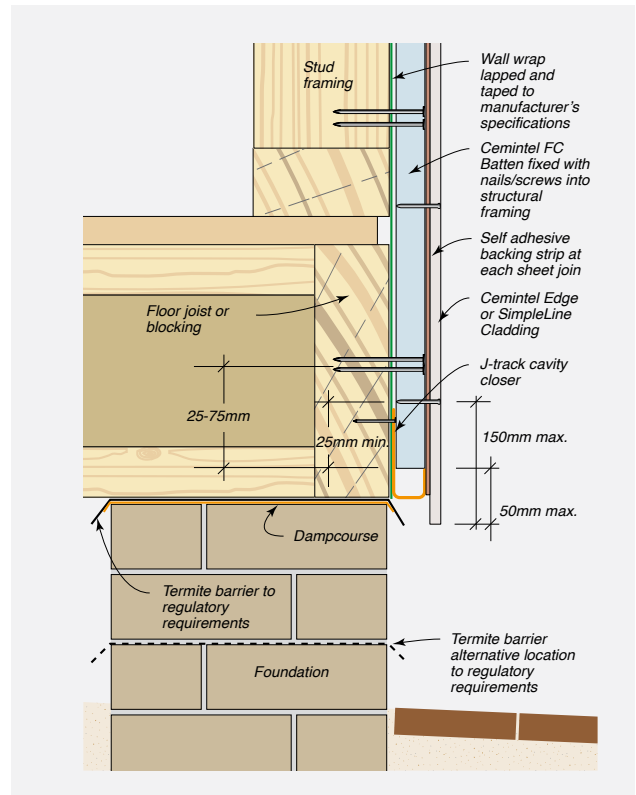 Stud
framing
Wall wrap
lapped and
taped to
manufacturer's
specifications
Cemintel FC
Batten fixed with
nails/screws into
structural
framing
Self adhesive
backing strip at
each sheet join
Cemintel Edge
or SimpleLine
Cladding
Floor joist or
blocking
J-track cavity
closer
25-75mm
25mm min.
150mm max.
50mm max.
Dampcourse
Termite barrier to
regulatory
requirements
Termite barrier
alternative location
to regulatory
requirements
Foundation